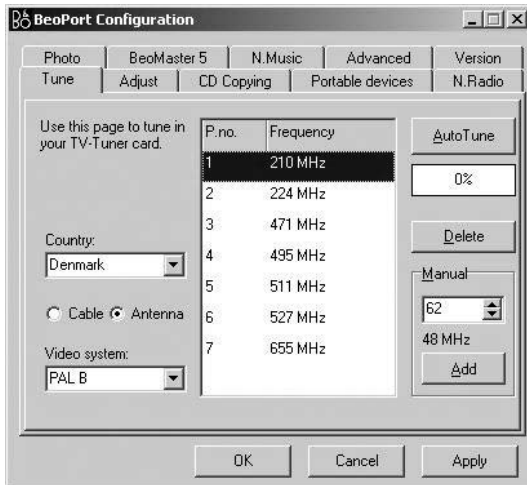 BeoPort Configuration
Photo
BeoMaster 5
N.Music
Advanced
Version
Tune
Adjust
CD Copying
Portable devices
N.Radio
Use this page to tune in
your TV-Tuner card.
Country:
Denmark
Cable
Antenna
Video system:
PAL B
P.no. Frequency
1 210 MHz
2 224 MHz
3 471 MHz
4 495 MHz
5 511 MHz
6 527 MHz
7 655 MHz
AutoTune
0%
Delete
Manual
62
48 MHz
Add
OK
Cancel
Apply